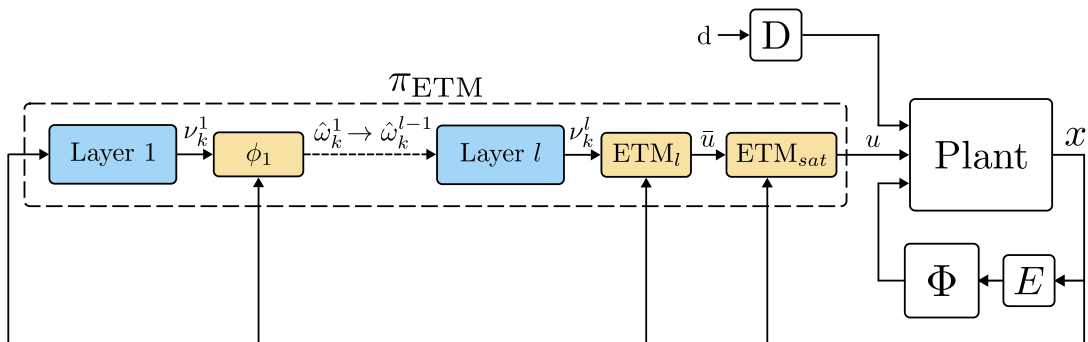 d D
π_ETM
Layer 1 ν_k^1 ϕ_1 ω̂_k^1 → ω̂_k^{l−1} Layer l ν_k^l ETM_l ū ETM_sat u Plant x
Φ E